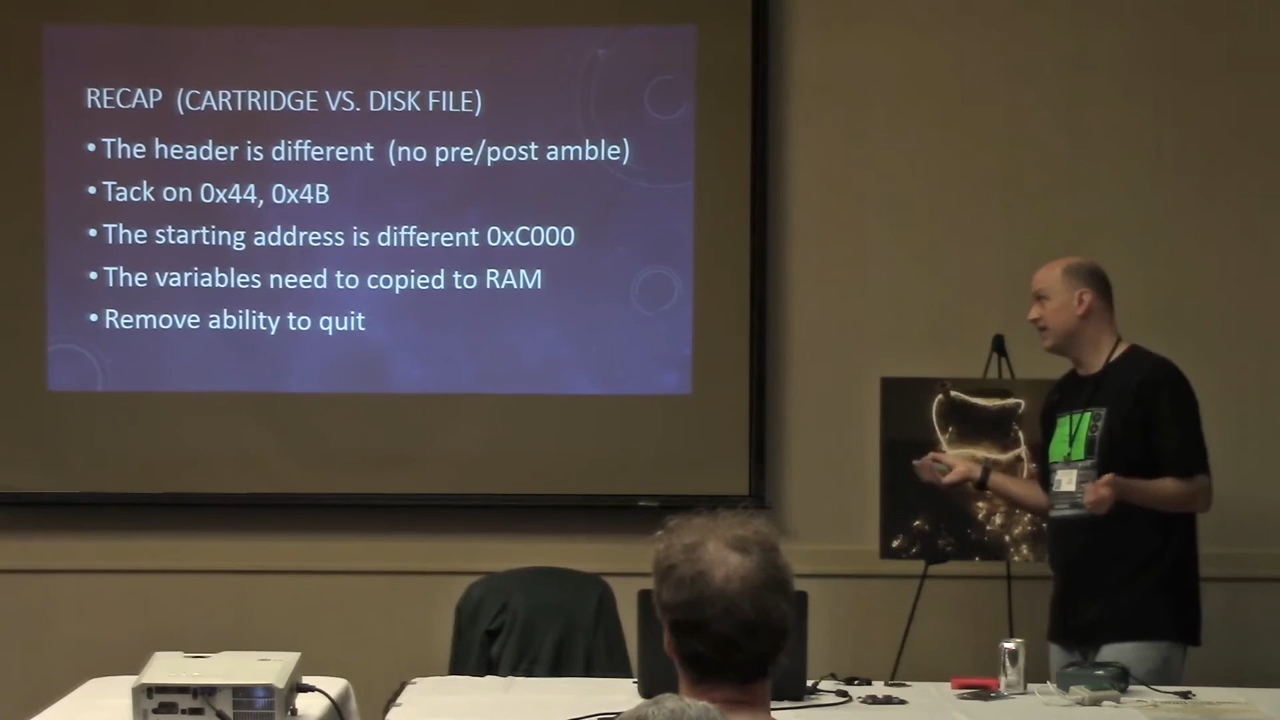 RECAP (CARTRIDGE VS. DISK FILE)
• The header is different (no pre/post amble)
• Tack on 0x44, 0x4B
• The starting address is different 0xC000
• The variables need to copied to RAM
• Remove ability to quit